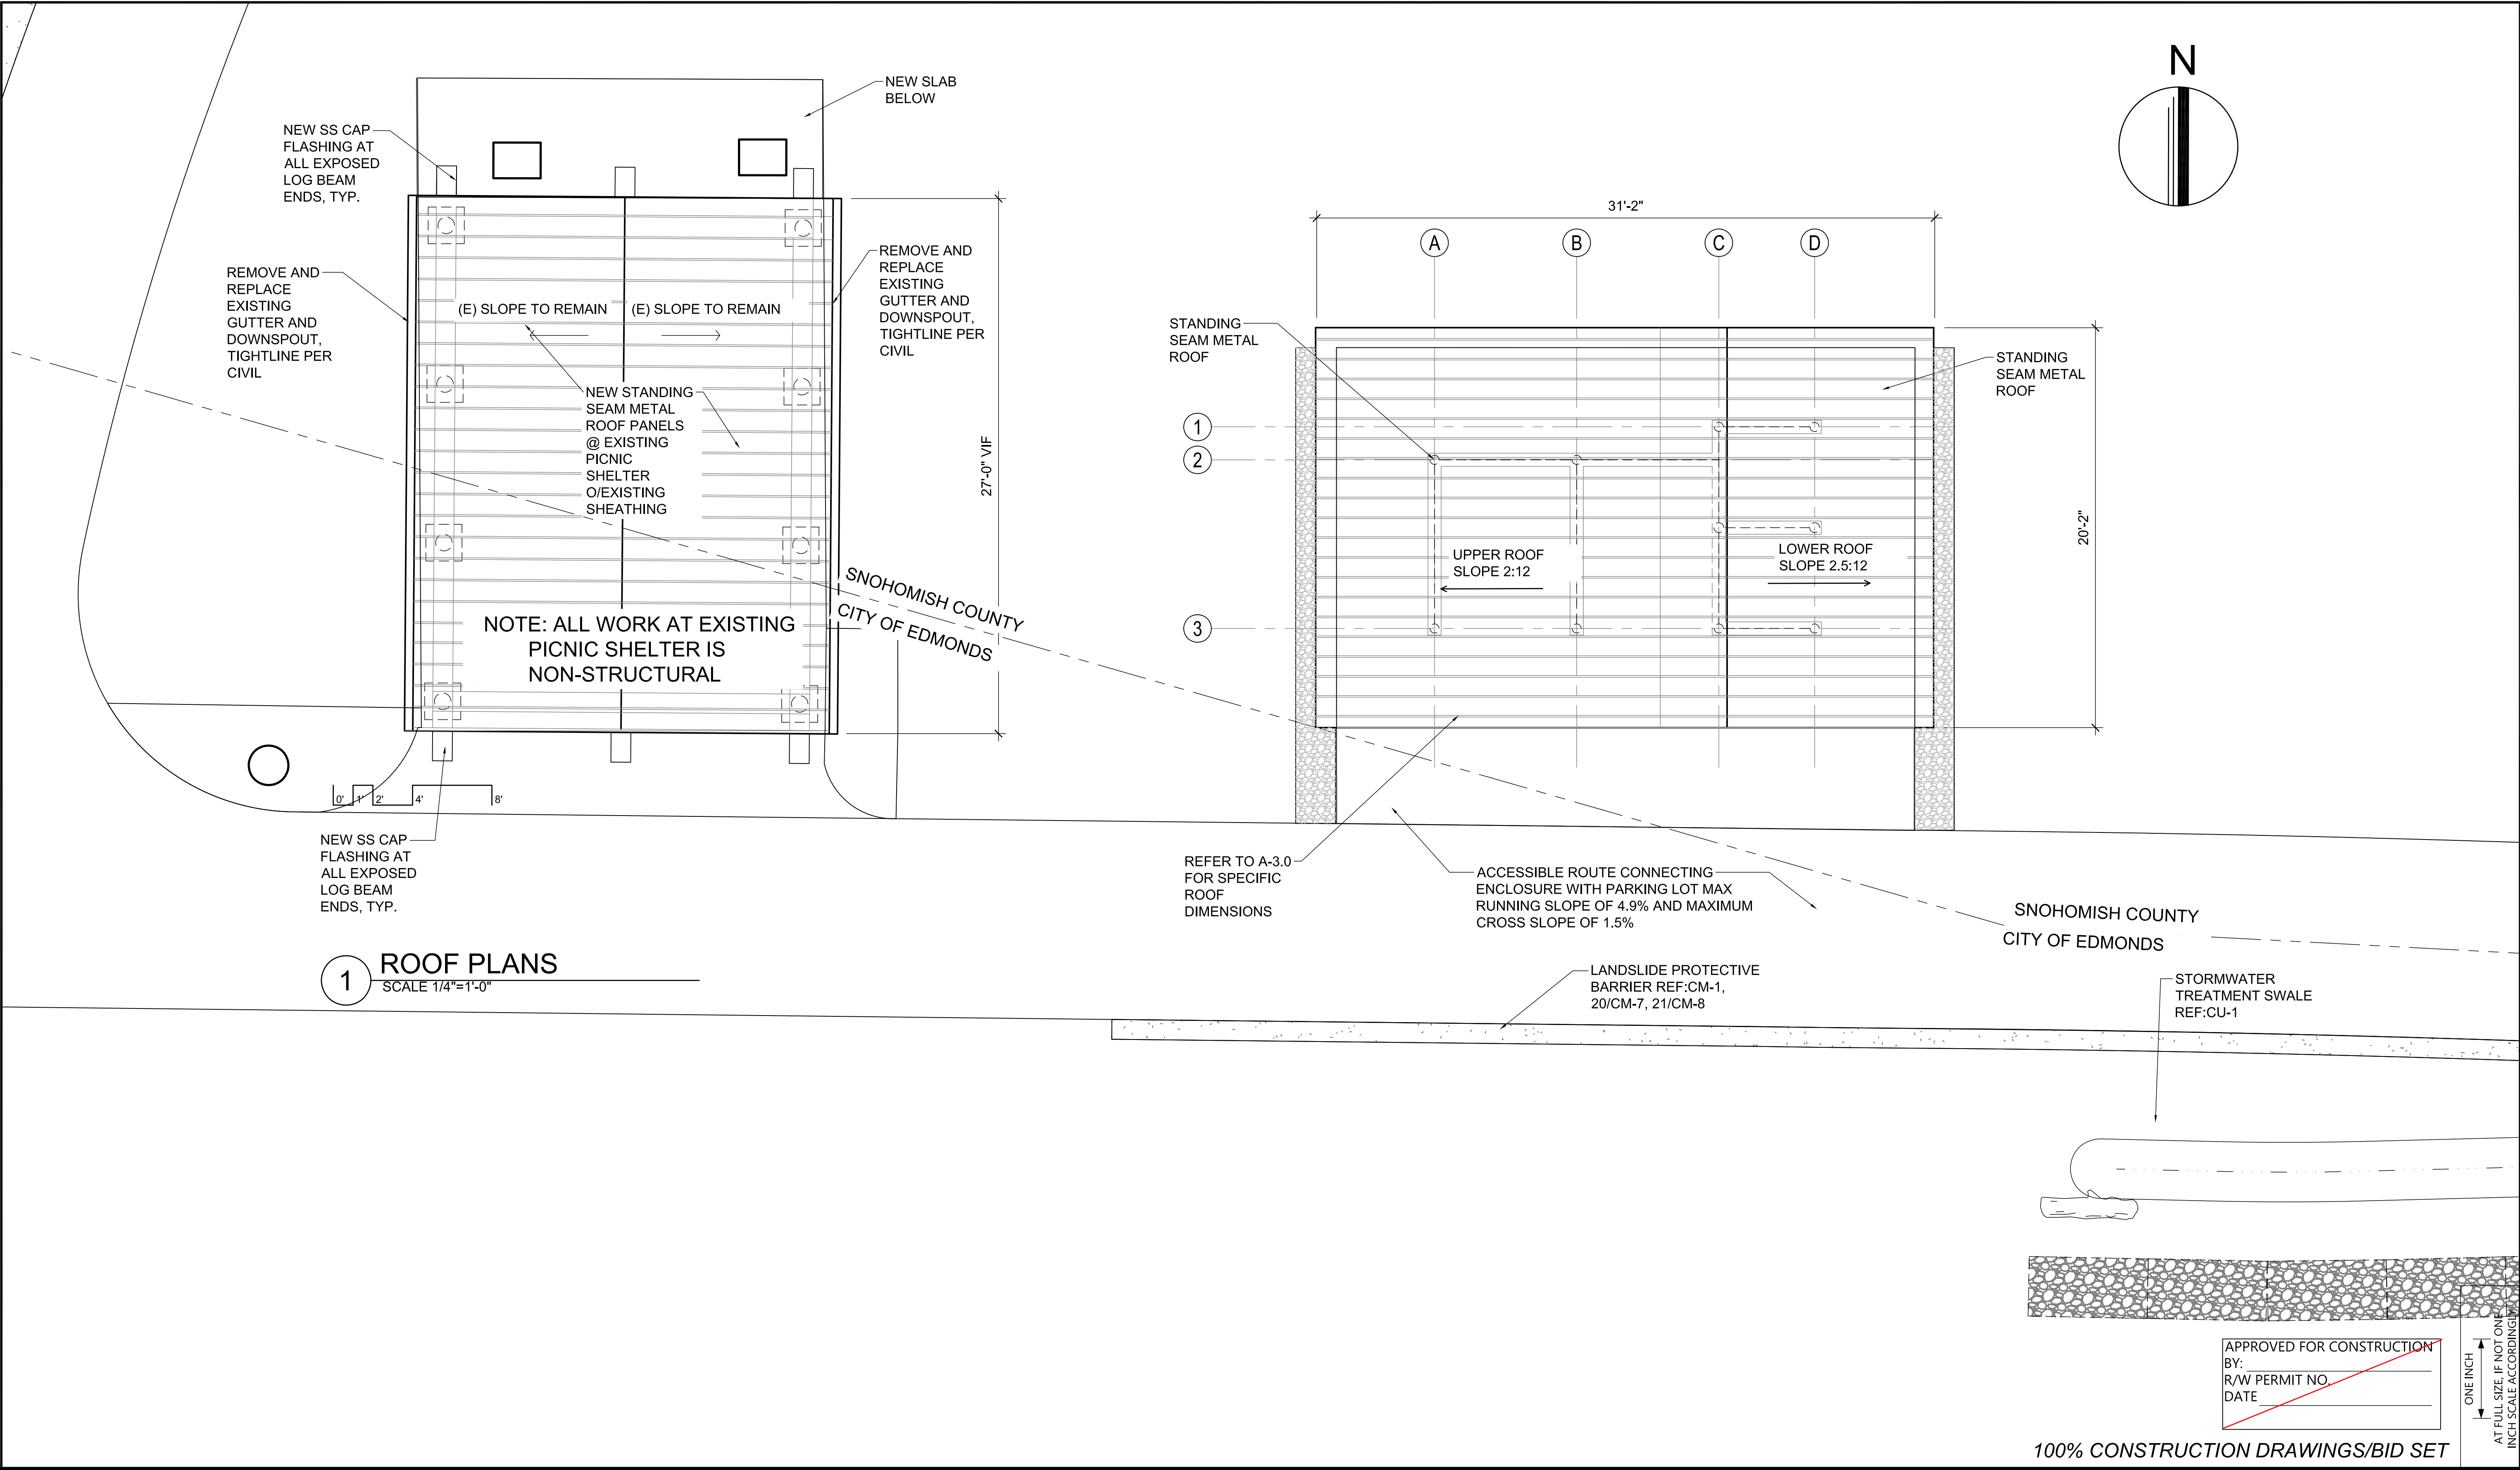 N
NEW SLAB
BELOW
NEW SS CAP
FLASHING AT
ALL EXPOSED
LOG BEAM
ENDS, TYP.
REMOVE AND
REPLACE
EXISTING
GUTTER AND
DOWNSPOUT,
TIGHTLINE PER
CIVIL
(E) SLOPE TO REMAIN
(E) SLOPE TO REMAIN
REMOVE AND
REPLACE
EXISTING
GUTTER AND
DOWNSPOUT,
TIGHTLINE PER
CIVIL
NEW STANDING
SEAM METAL
ROOF PANELS
@ EXISTING
PICNIC
SHELTER
O/EXISTING
SHEATHING
27'-0" VIF
NOTE: ALL WORK AT EXISTING
PICNIC SHELTER IS
NON-STRUCTURAL
SNOHOMISH COUNTY
CITY OF EDMONDS
0' 1' 2' 4' 8'
NEW SS CAP
FLASHING AT
ALL EXPOSED
LOG BEAM
ENDS, TYP.
1 ROOF PLANS
SCALE 1/4"=1'-0"
31'-2"
A B C D
STANDING
SEAM METAL
ROOF
STANDING
SEAM METAL
ROOF
1
2
3
UPPER ROOF
SLOPE 2:12
LOWER ROOF
SLOPE 2.5:12
20'-2"
REFER TO A-3.0
FOR SPECIFIC
ROOF
DIMENSIONS
ACCESSIBLE ROUTE CONNECTING
ENCLOSURE WITH PARKING LOT MAX
RUNNING SLOPE OF 4.9% AND MAXIMUM
CROSS SLOPE OF 1.5%
SNOHOMISH COUNTY
CITY OF EDMONDS
LANDSLIDE PROTECTIVE
BARRIER REF:CM-1,
20/CM-7, 21/CM-8
STORMWATER
TREATMENT SWALE
REF:CU-1
APPROVED FOR CONSTRUCTION
BY:
R/W PERMIT NO.
DATE
ONE INCH
AT FULL SIZE, IF NOT ONE
INCH SCALE ACCORDINGLY
100% CONSTRUCTION DRAWINGS/BID SET